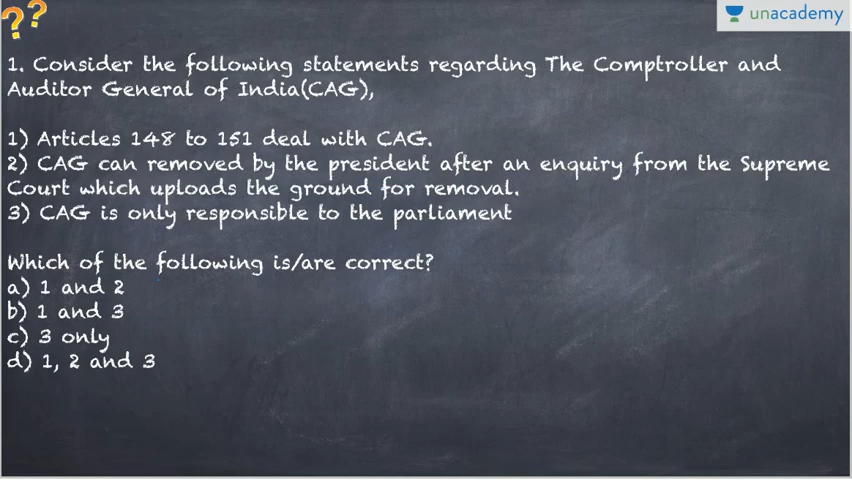 ??
unacademy
1. Consider the following statements regarding The Comptroller and
Auditor General of India(CAG),
1) Articles 148 to 151 deal with CAG.
2) CAG can removed by the president after an enquiry from the Supreme
Court which uploads the ground for removal.
3) CAG is only responsible to the parliament
Which of the following is/are correct?
a) 1 and 2
b) 1 and 3
c) 3 only
d) 1, 2 and 3